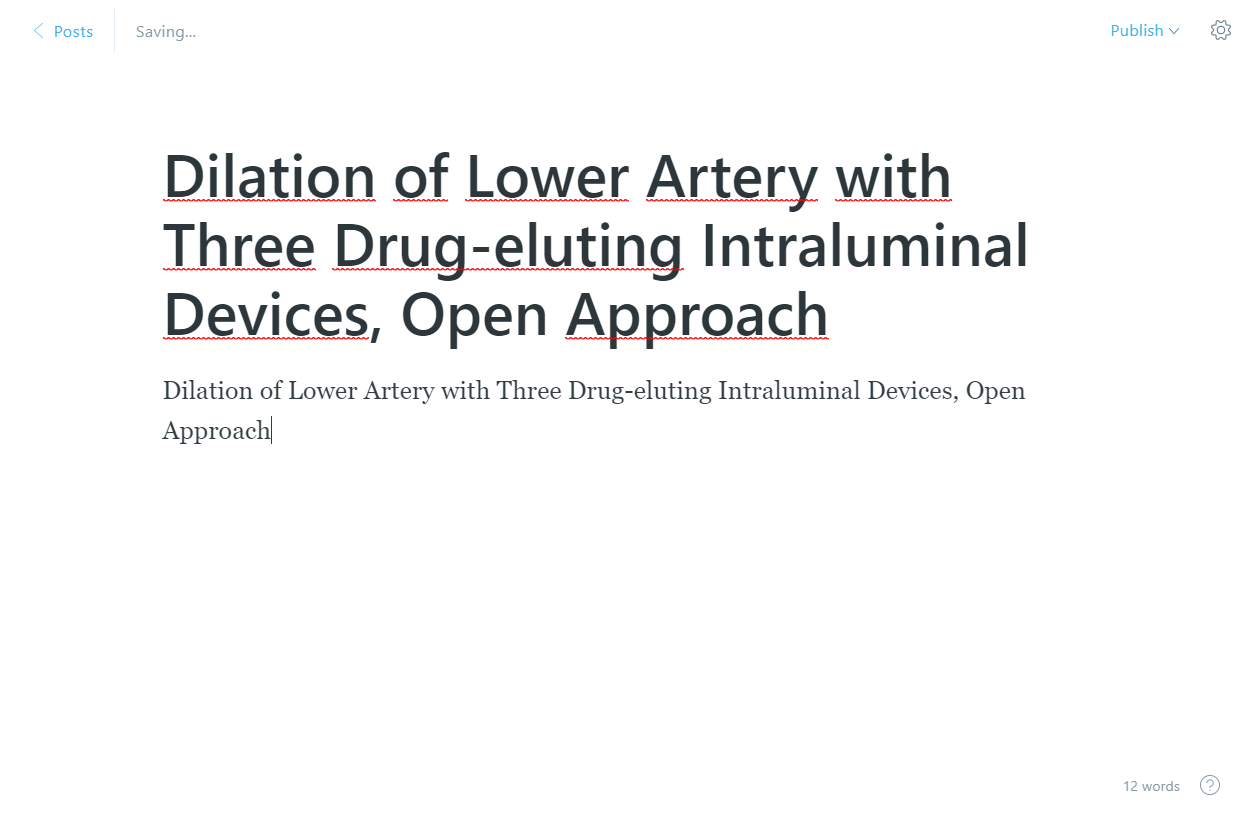 Posts
Saving...
Publish
Dilation of Lower Artery with
Three Drug-eluting Intraluminal
Devices, Open Approach
Dilation of Lower Artery with Three Drug-eluting Intraluminal Devices, Open
Approach
12 words
?